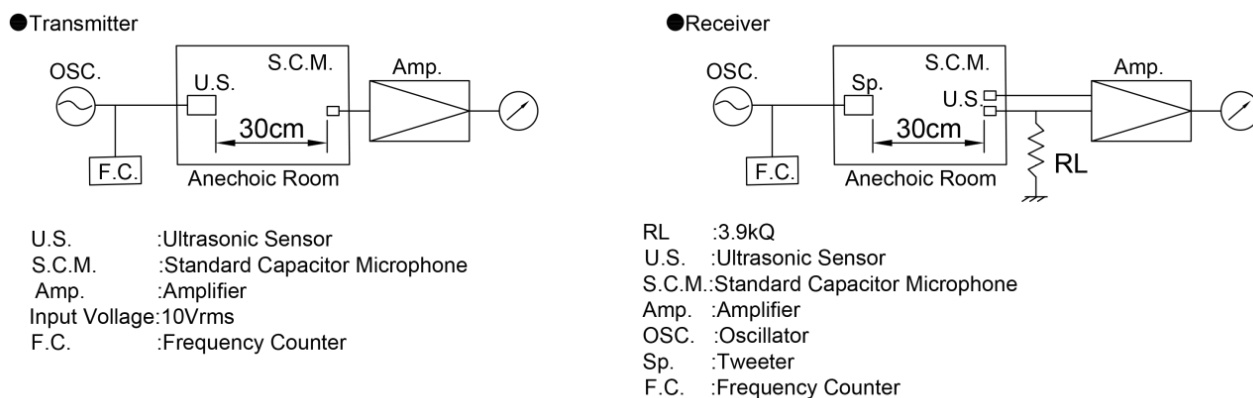 ●Transmitter
OSC.
U.S.
S.C.M.
Amp.
30cm
F.C.
Anechoic Room
U.S. :Ultrasonic Sensor
S.C.M. :Standard Capacitor Microphone
Amp. :Amplifier
Input Vollage:10Vrms
F.C. :Frequency Counter
●Receiver
OSC.
Sp.
S.C.M.
U.S.
Amp.
30cm
F.C.
Anechoic Room
RL
RL :3.9kQ
U.S. :Ultrasonic Sensor
S.C.M.:Standard Capacitor Microphone
Amp. :Amplifier
OSC. :Oscillator
Sp. :Tweeter
F.C. :Frequency Counter